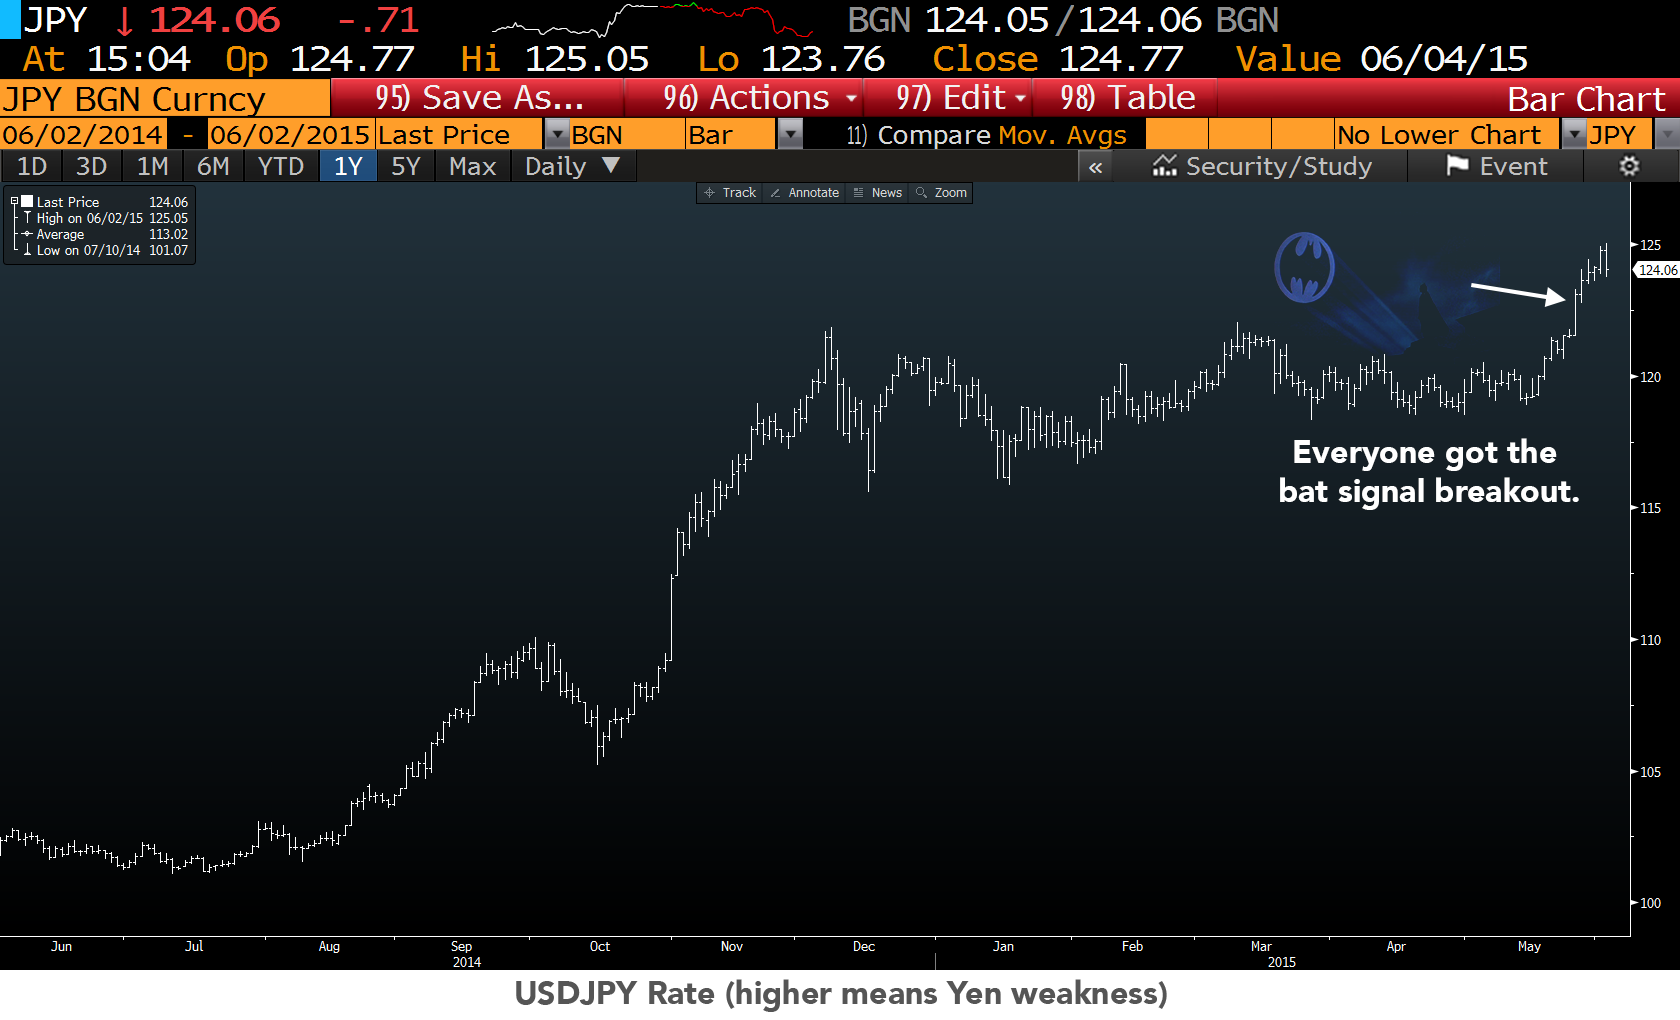 JPY ↓ 124.06 -.71 BGN 124.05/124.06 BGN
At 15:04 Op 124.77 Hi 125.05 Lo 123.76 Close 124.77 Value 06/04/15
JPY BGN Curncy 95) Save As... 96) Actions 97) Edit 98) Table Bar Chart
06/02/2014 - 06/02/2015 Last Price BGN Bar 11) Compare Mov. Avgs No Lower Chart JPY
1D 3D 1M 6M YTD 1Y 5Y Max Daily ▼ « Security/Study Event
Track Annotate News Zoom
Last Price 124.06
High on 06/02/15 125.05
Average 113.02
Low on 07/10/14 101.07
125
124.06
120
Everyone got the
bat signal breakout.
115
110
105
100
Jun Jul Aug Sep Oct Nov Dec Jan Feb Mar Apr May
2014 2015
USDJPY Rate (higher means Yen weakness)